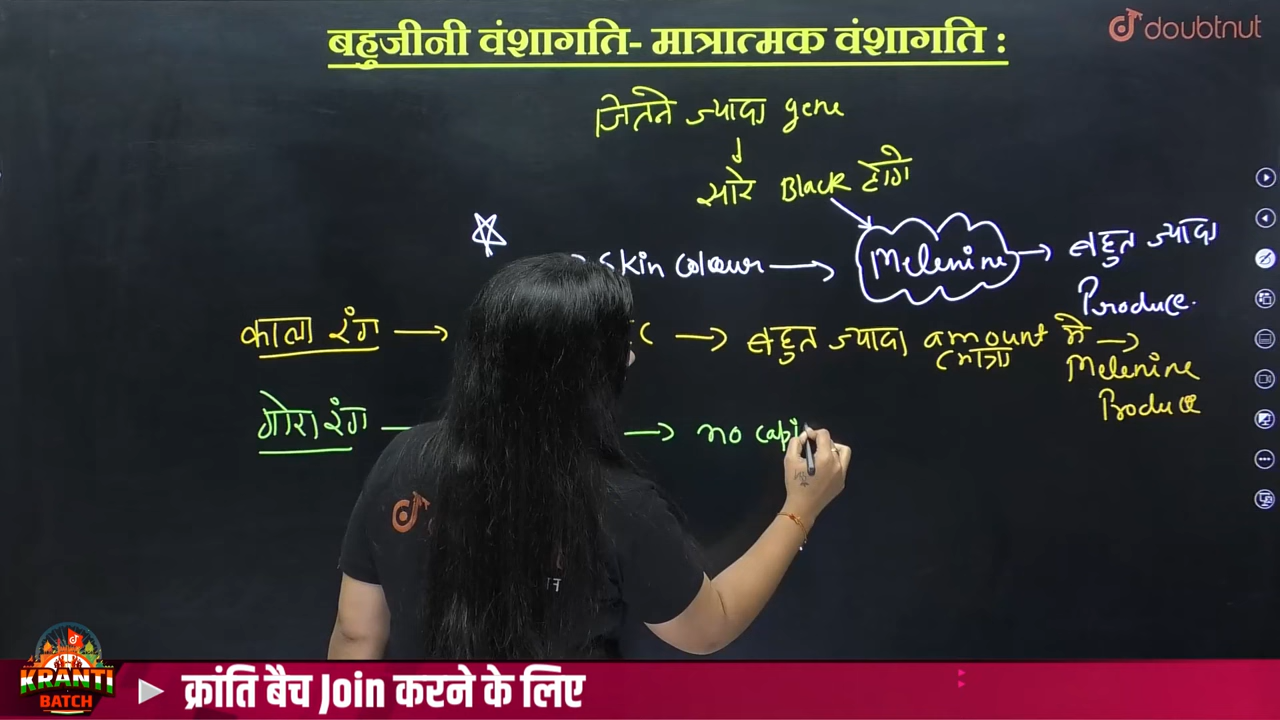 बहुजीनी वंशागति- मात्रात्मक वंशागति :
doubtnut
जितने ज्यादा gene
सारे Black होंगे
Skin colour → Melenine → बहुत ज्यादा
Produce.
काला रंग → C → बहुत ज्यादा amount में →
मात्रा
Melenine
Produce
गोरा रंग → no capi
KRANTI
BATCH
क्रांति बैच Join करने के लिए